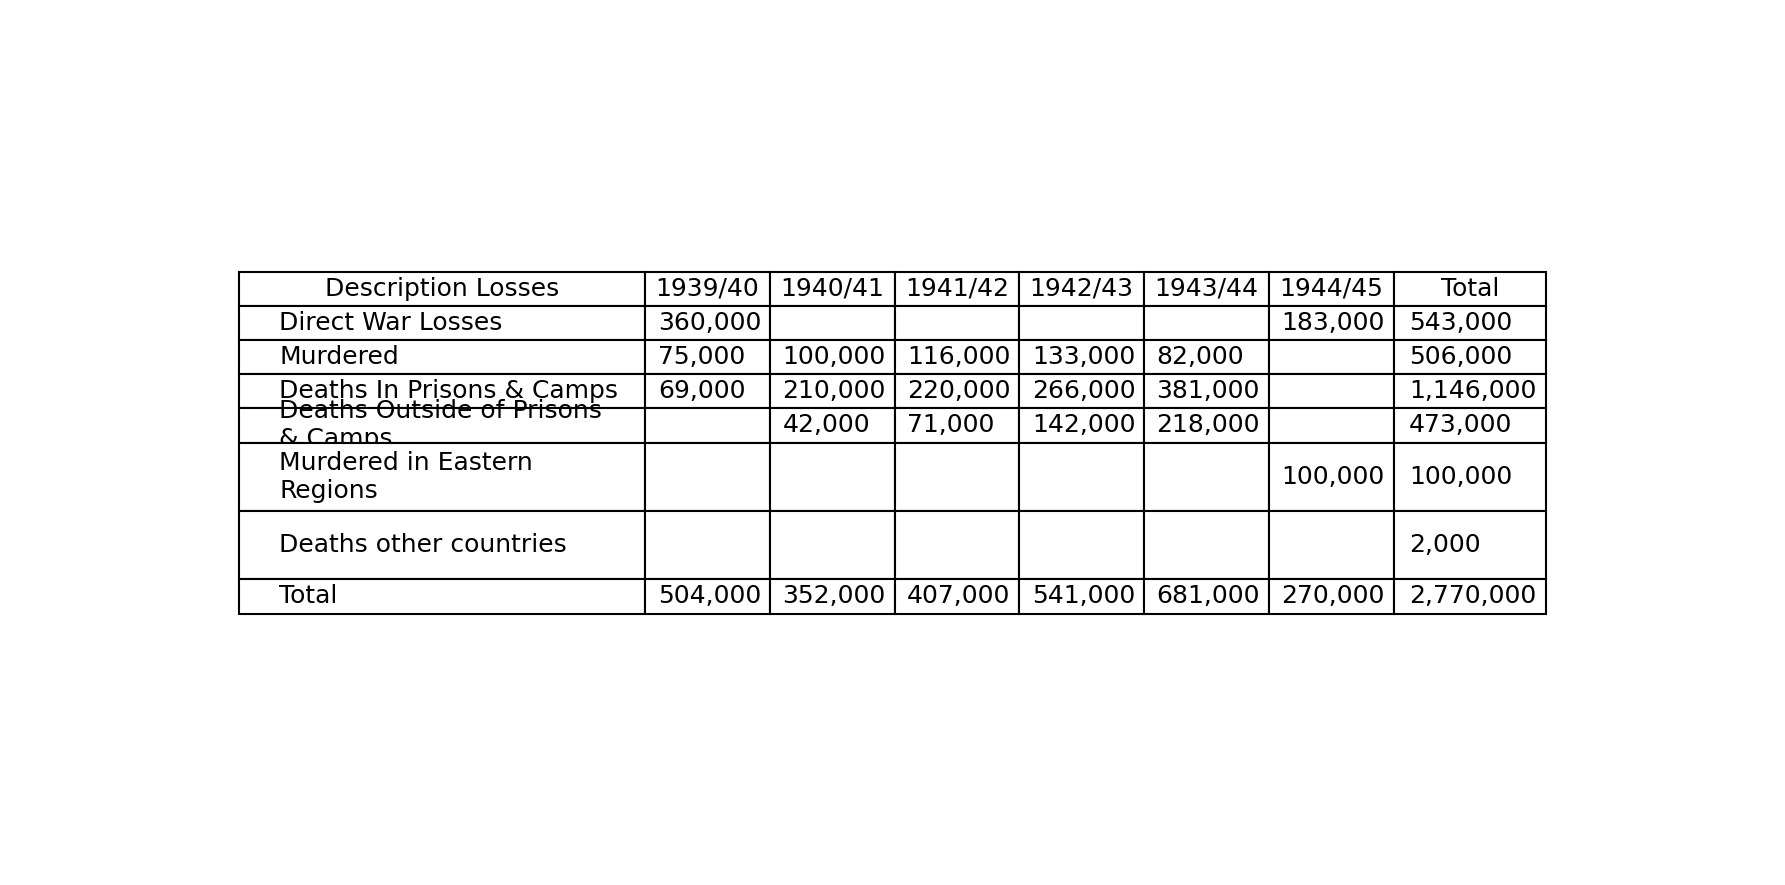 Description Losses 1939/40 1940/41 1941/42 1942/43 1943/44 1944/45 Total
Direct War Losses 360,000 183,000 543,000
Murdered 75,000 100,000 116,000 133,000 82,000 506,000
Deaths In Prisons & Camps 69,000 210,000 220,000 266,000 381,000 1,146,000
Deaths Outside of Prisons
& Camps 42,000 71,000 142,000 218,000 473,000
Murdered in Eastern
Regions 100,000 100,000
Deaths other countries 2,000
Total 504,000 352,000 407,000 541,000 681,000 270,000 2,770,000